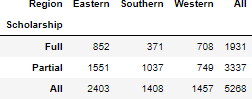 Region Eastern Southern Western All
Scholarship
Full 852 371 708 1931
Partial 1551 1037 749 3337
All 2403 1408 1457 5268